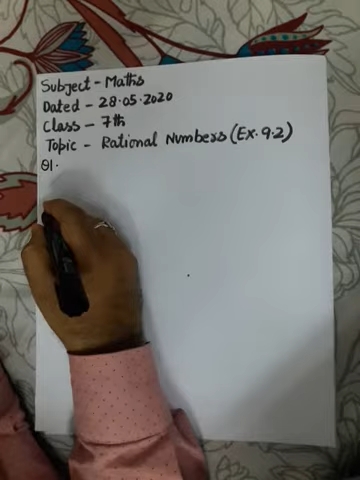 Subject - Maths
Dated - 28.05.2020
Class - 7th
Topic - Rational Numbers (Ex. 9.2)
Q1.